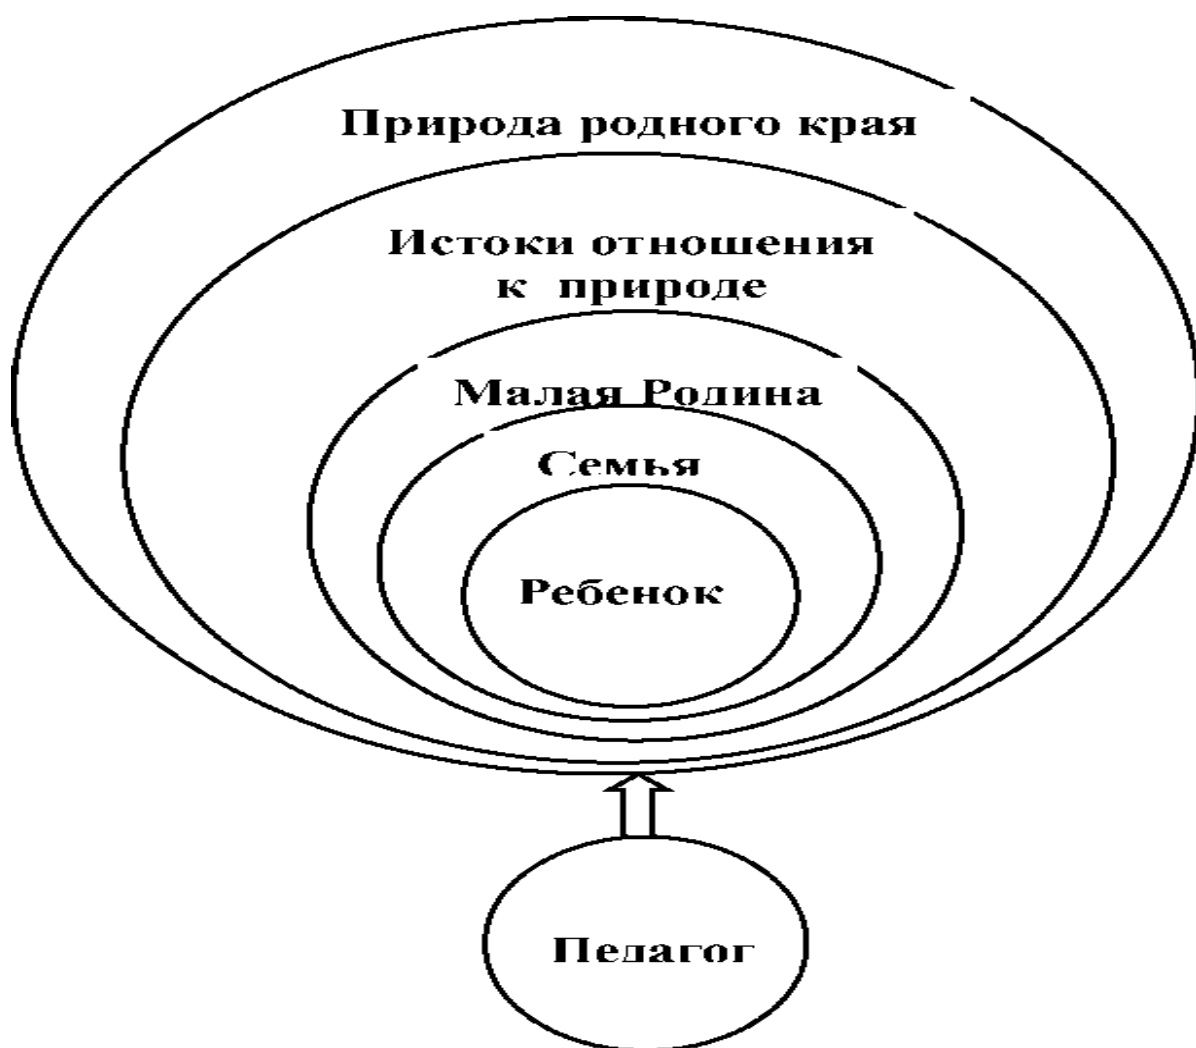 Природа родного края
Истоки отношения
к природе
Малая Родина
Семья
Ребенок
Педагог